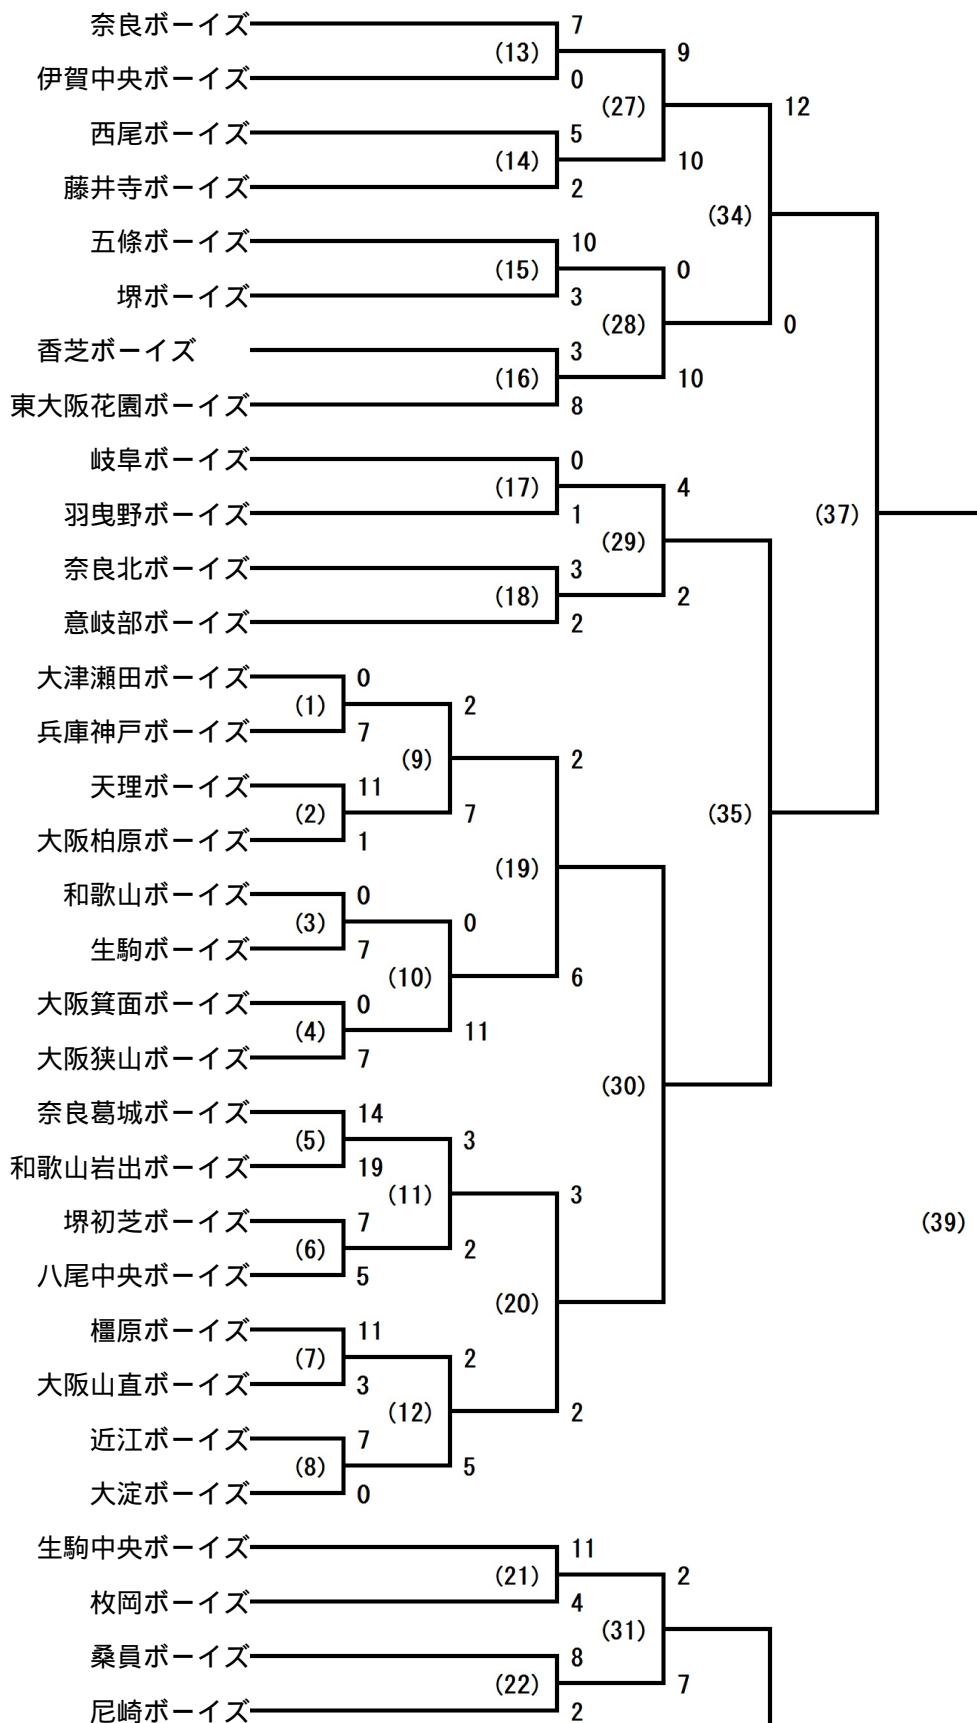 奈良ボーイズ 7
(13) 9
伊賀中央ボーイズ 0
(27) 12
西尾ボーイズ 5
(14) 10
藤井寺ボーイズ 2
(34)
五條ボーイズ 10
(15) 0
堺ボーイズ 3
(28) 0
香芝ボーイズ 3
(16) 10
東大阪花園ボーイズ 8
岐阜ボーイズ 0
(17) 4
羽曳野ボーイズ 1 (37)
(29)
奈良北ボーイズ 3
(18) 2
意岐部ボーイズ 2
大津瀬田ボーイズ 0
(1) 2
兵庫神戸ボーイズ 7
(9) 2
天理ボーイズ 11
(2) 7 (35)
大阪柏原ボーイズ 1
(19)
和歌山ボーイズ 0
(3) 0
生駒ボーイズ 7
(10) 6
大阪箕面ボーイズ 0
(4) 11
大阪狭山ボーイズ 7
(30)
奈良葛城ボーイズ 14
(5) 3
和歌山岩出ボーイズ 19
(11) 3
堺初芝ボーイズ 7 (39)
(6) 2
八尾中央ボーイズ 5
(20)
橿原ボーイズ 11
(7) 2
大阪山直ボーイズ 3
(12) 2
近江ボーイズ 7
(8) 5
大淀ボーイズ 0
生駒中央ボーイズ 11
(21) 2
枚岡ボーイズ 4
(31)
桑員ボーイズ 8
(22) 7
尼崎ボーイズ 2